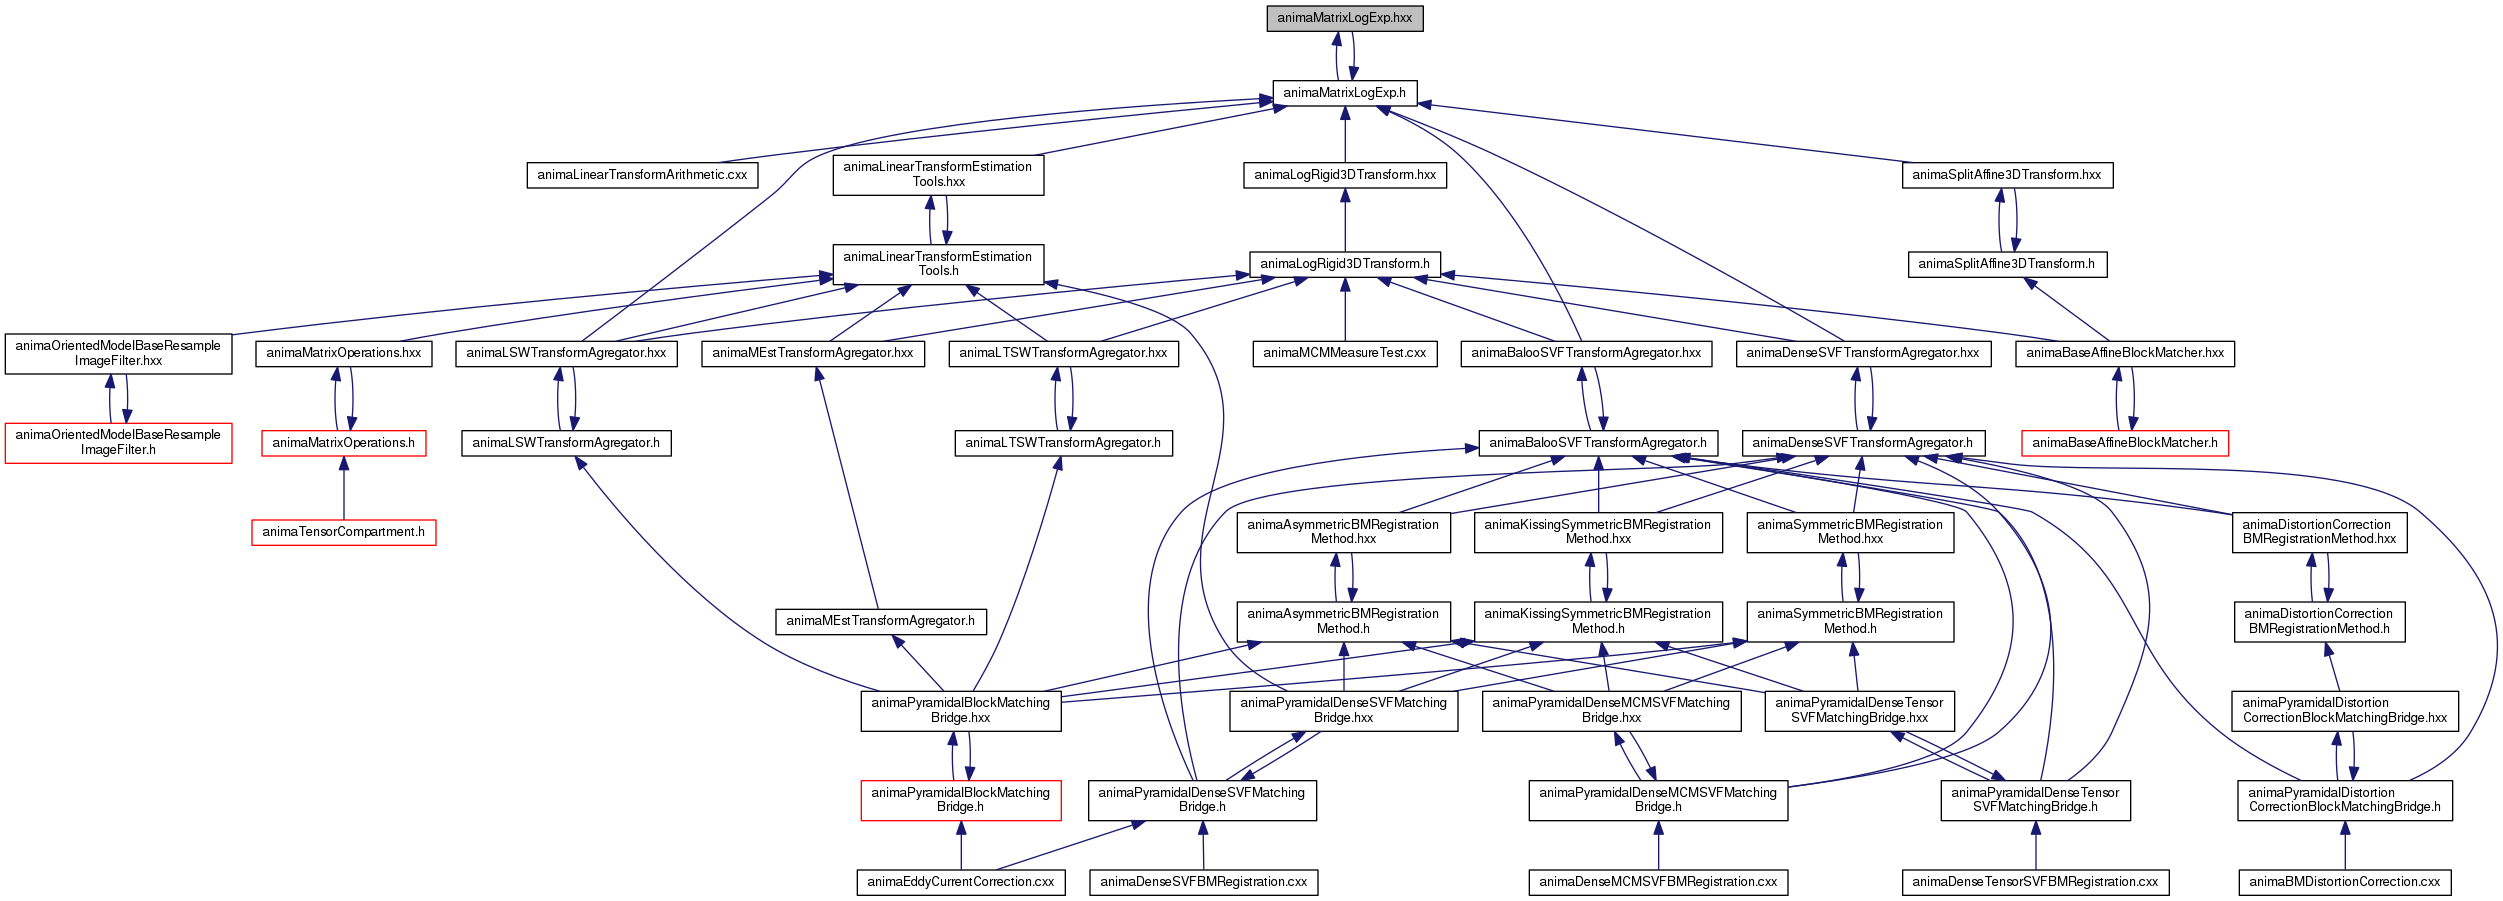 animaMatrixLogExp.hxx
animaMatrixLogExp.h
animaLinearTransformArithmetic.cxx
animaLinearTransformEstimation
Tools.hxx
animaLogRigid3DTransform.hxx
animaSplitAffine3DTransform.hxx
animaLinearTransformEstimation
Tools.h
animaLogRigid3DTransform.h
animaSplitAffine3DTransform.h
animaOrientedModelBaseResample
ImageFilter.hxx
animaMatrixOperations.hxx
animaLSWTransformAgregator.hxx
animaMEstTransformAgregator.hxx
animaLTSWTransformAgregator.hxx
animaMCMMeasureTest.cxx
animaBalooSVFTransformAgregator.hxx
animaDenseSVFTransformAgregator.hxx
animaBaseAffineBlockMatcher.hxx
animaOrientedModelBaseResample
ImageFilter.h
animaMatrixOperations.h
animaLSWTransformAgregator.h
animaLTSWTransformAgregator.h
animaBalooSVFTransformAgregator.h
animaDenseSVFTransformAgregator.h
animaBaseAffineBlockMatcher.h
animaTensorCompartment.h
animaAsymmetricBMRegistration
Method.hxx
animaKissingSymmetricBMRegistration
Method.hxx
animaSymmetricBMRegistration
Method.hxx
animaDistortionCorrection
BMRegistrationMethod.hxx
animaMEstTransformAgregator.h
animaAsymmetricBMRegistration
Method.h
animaKissingSymmetricBMRegistration
Method.h
animaSymmetricBMRegistration
Method.h
animaDistortionCorrection
BMRegistrationMethod.h
animaPyramidalBlockMatching
Bridge.hxx
animaPyramidalDenseSVFMatching
Bridge.hxx
animaPyramidalDenseMCMSVFMatching
Bridge.hxx
animaPyramidalDenseTensor
SVFMatchingBridge.hxx
animaPyramidalDistortion
CorrectionBlockMatchingBridge.hxx
animaPyramidalBlockMatching
Bridge.h
animaPyramidalDenseSVFMatching
Bridge.h
animaPyramidalDenseMCMSVFMatching
Bridge.h
animaPyramidalDenseTensor
SVFMatchingBridge.h
animaPyramidalDistortion
CorrectionBlockMatchingBridge.h
animaEddyCurrentCorrection.cxx
animaDenseSVFBMRegistration.cxx
animaDenseMCMSVFBMRegistration.cxx
animaDenseTensorSVFBMRegistration.cxx
animaBMDistortionCorrection.cxx